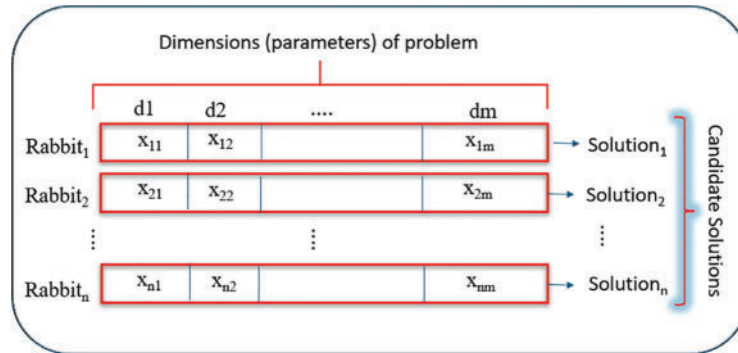 Dimensions (parameters) of problem
d1 d2 .... dm
Rabbit₁ x₁₁ x₁₂ x₁ₘ Solution₁
Rabbit₂ x₂₁ x₂₂ x₂ₘ Solution₂
Rabbitₙ xₙ₁ xₙ₂ xₙₘ Solutionₙ
Candidate Solutions